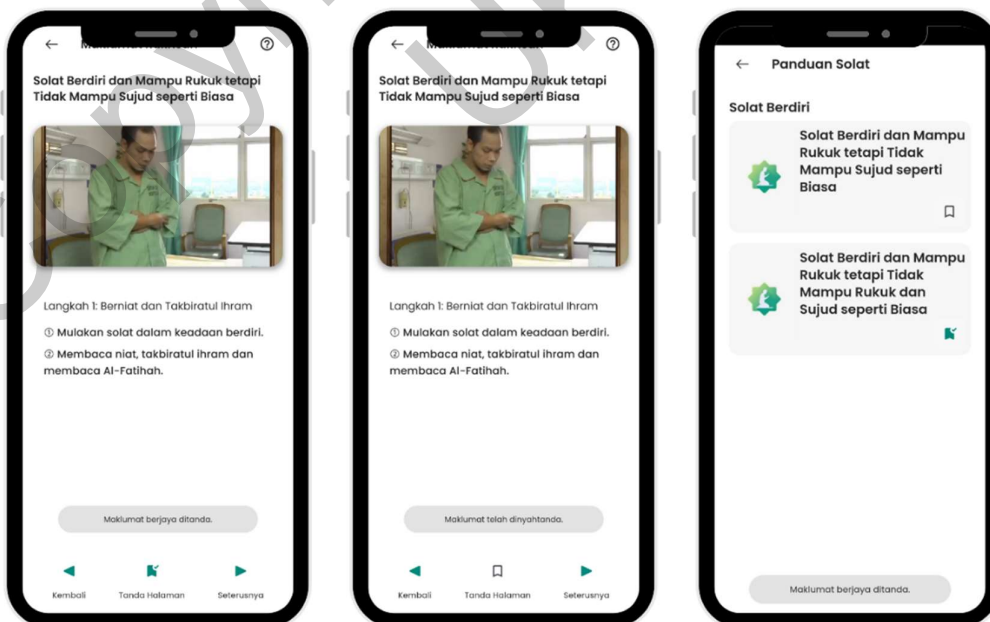 Solat Berdiri dan Mampu Rukuk tetapi
Tidak Mampu Sujud seperti Biasa
Langkah 1: Berniat dan Takbiratul Ihram
① Mulakan solat dalam keadaan berdiri.
② Membaca niat, takbiratul ihram dan
membaca Al-Fatihah.
Maklumat berjaya ditanda.
Kembali
Tanda Halaman
Seterusnya
Solat Berdiri dan Mampu Rukuk tetapi
Tidak Mampu Sujud seperti Biasa
Langkah 1: Berniat dan Takbiratul Ihram
① Mulakan solat dalam keadaan berdiri.
② Membaca niat, takbiratul ihram dan
membaca Al-Fatihah.
Maklumat telah dinyahtanda.
Kembali
Tanda Halaman
Seterusnya
Panduan Solat
Solat Berdiri
Solat Berdiri dan Mampu
Rukuk tetapi Tidak
Mampu Sujud seperti
Biasa
Solat Berdiri dan Mampu
Rukuk tetapi Tidak
Mampu Rukuk dan
Sujud seperti Biasa
Maklumat berjaya ditanda.